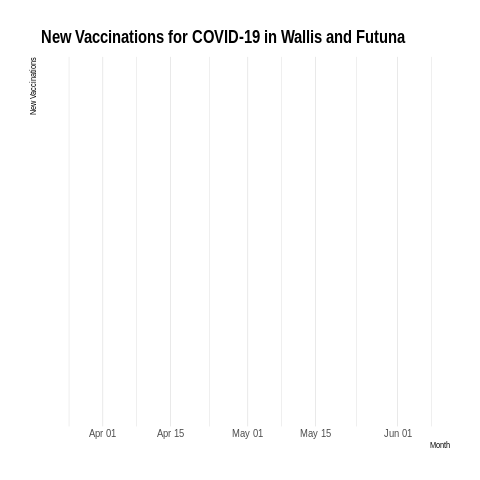 New Vaccinations for COVID-19 in Wallis and Futuna
New Vaccinations
Apr 01 Apr 15 May 01 May 15 Jun 01
Month